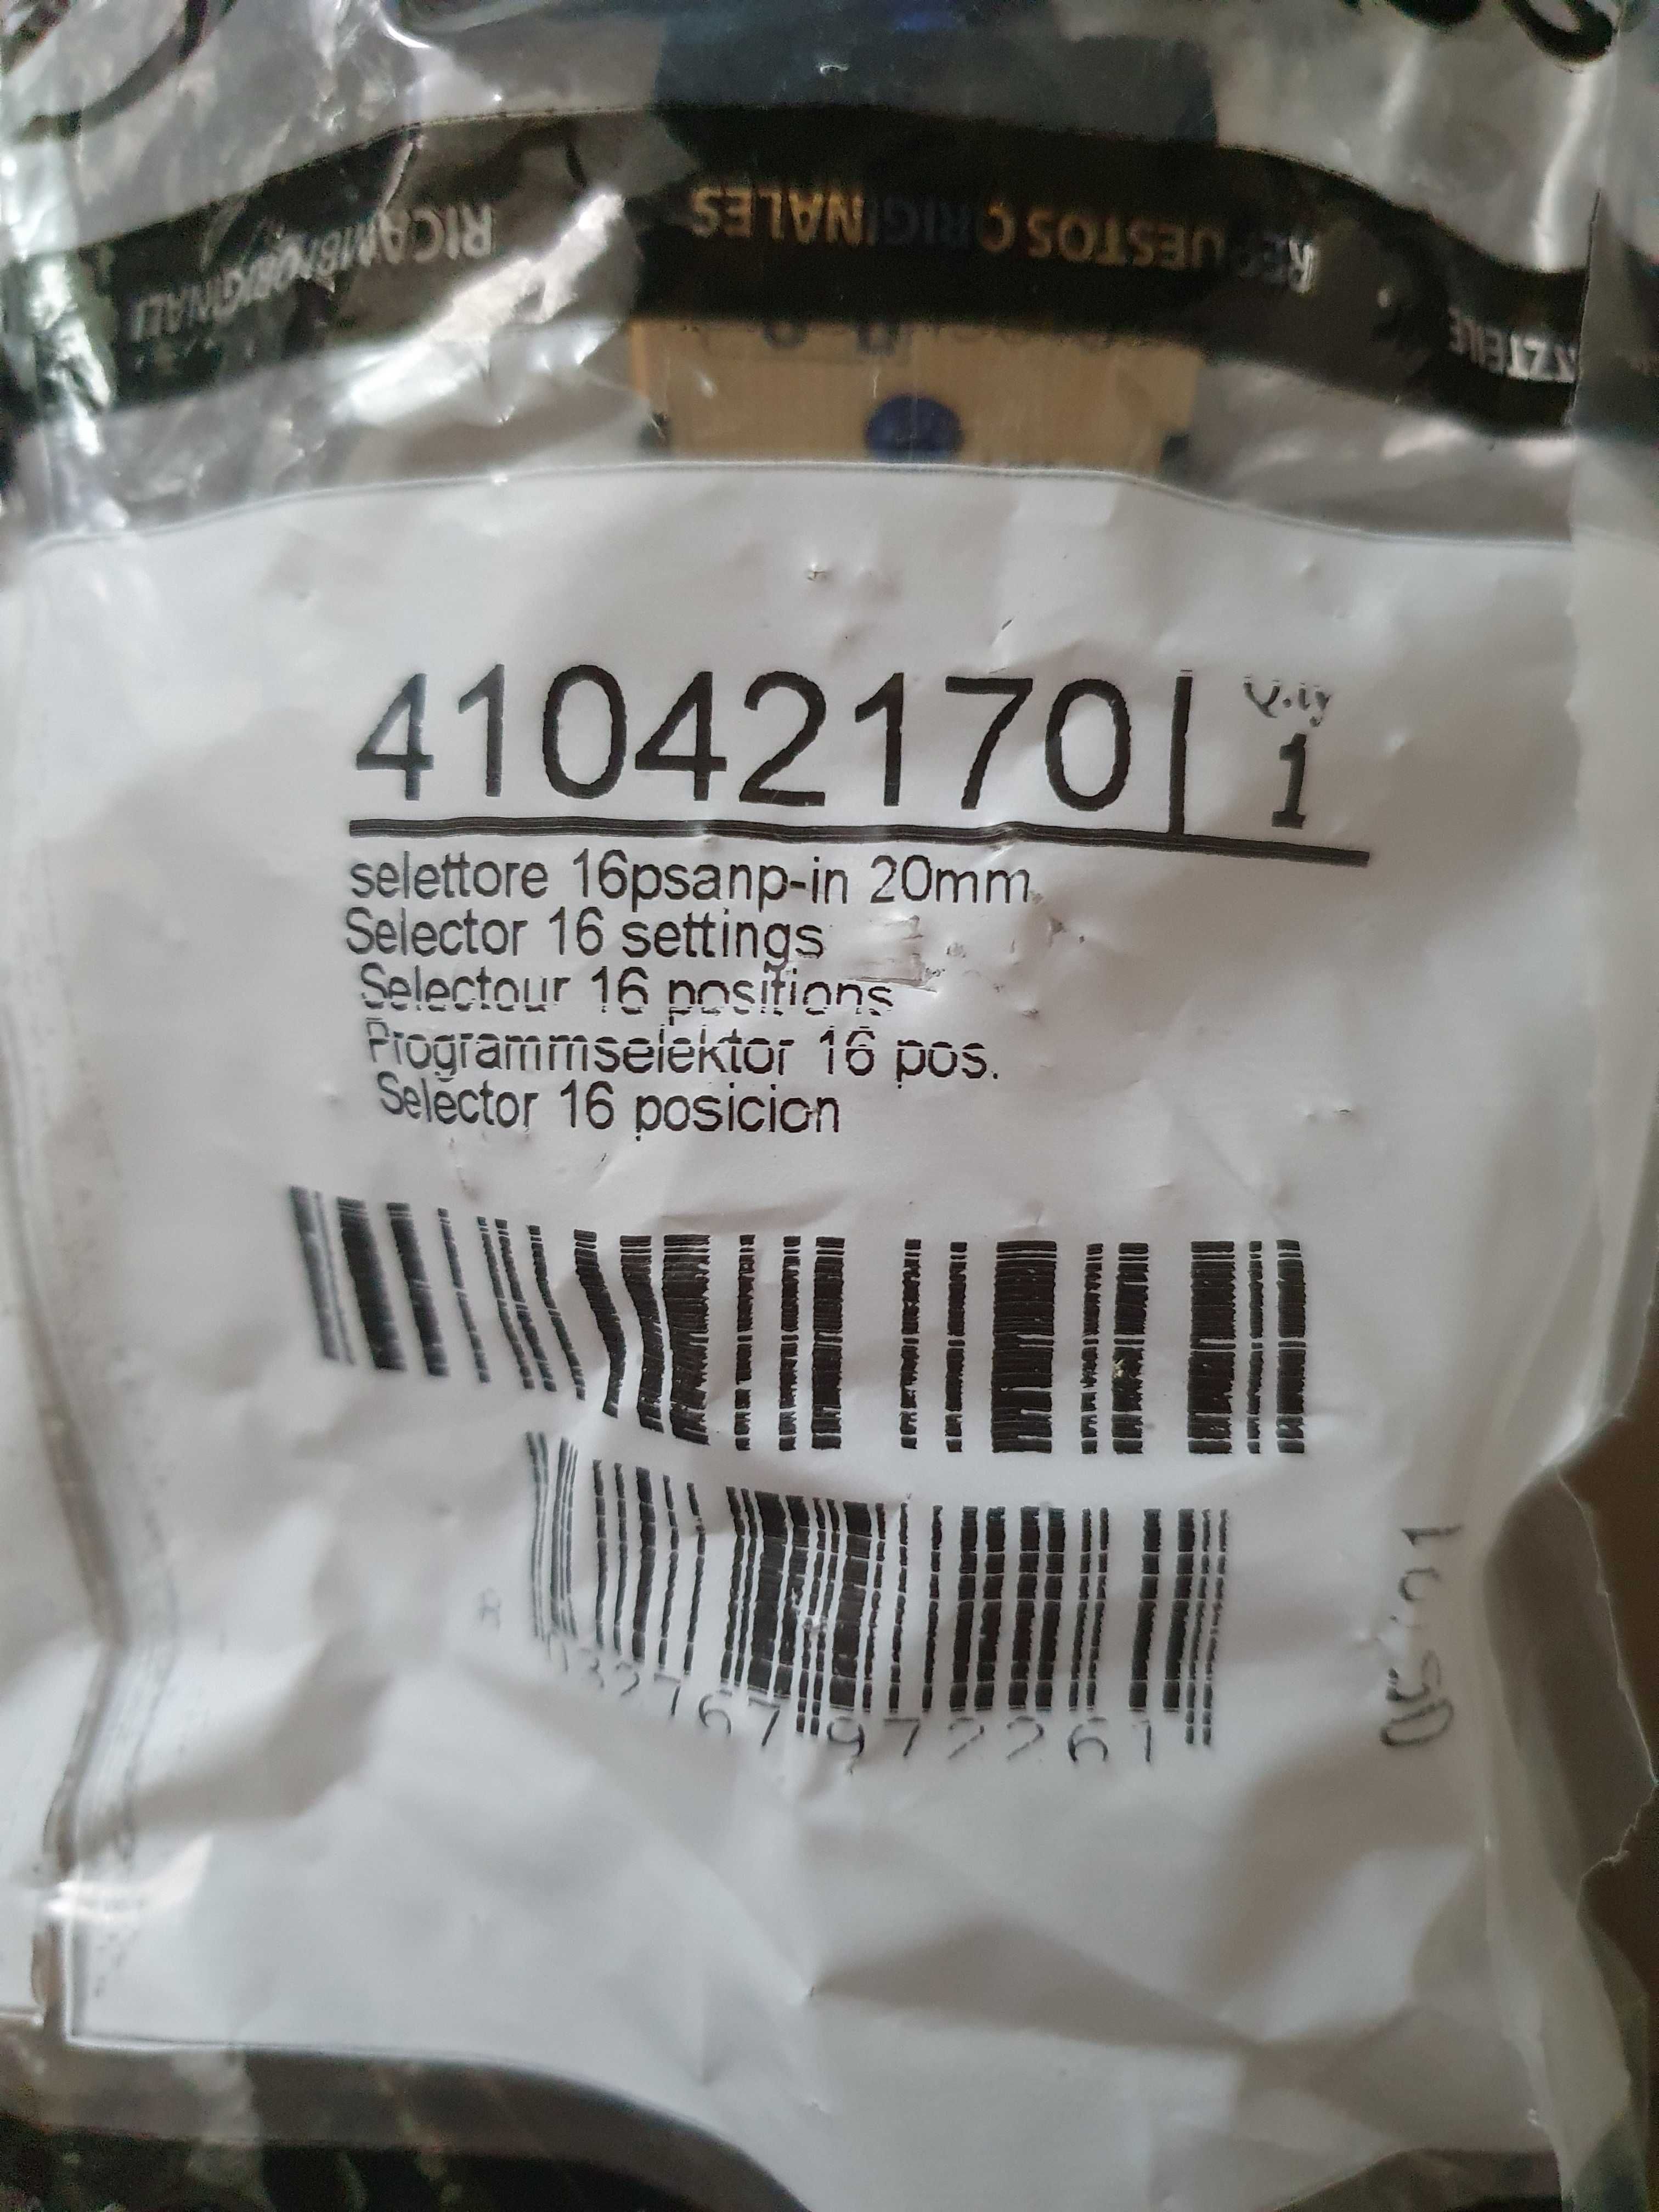 RICAMBI ORIGINALI
REPUESTOS ORIGINALES
41042170
Q.ty
1
selettore 16psanp-in 20mm
Selector 16 settings
Selectour 16 positions
Programmselektor 16 pos.
Selector 16 posicion